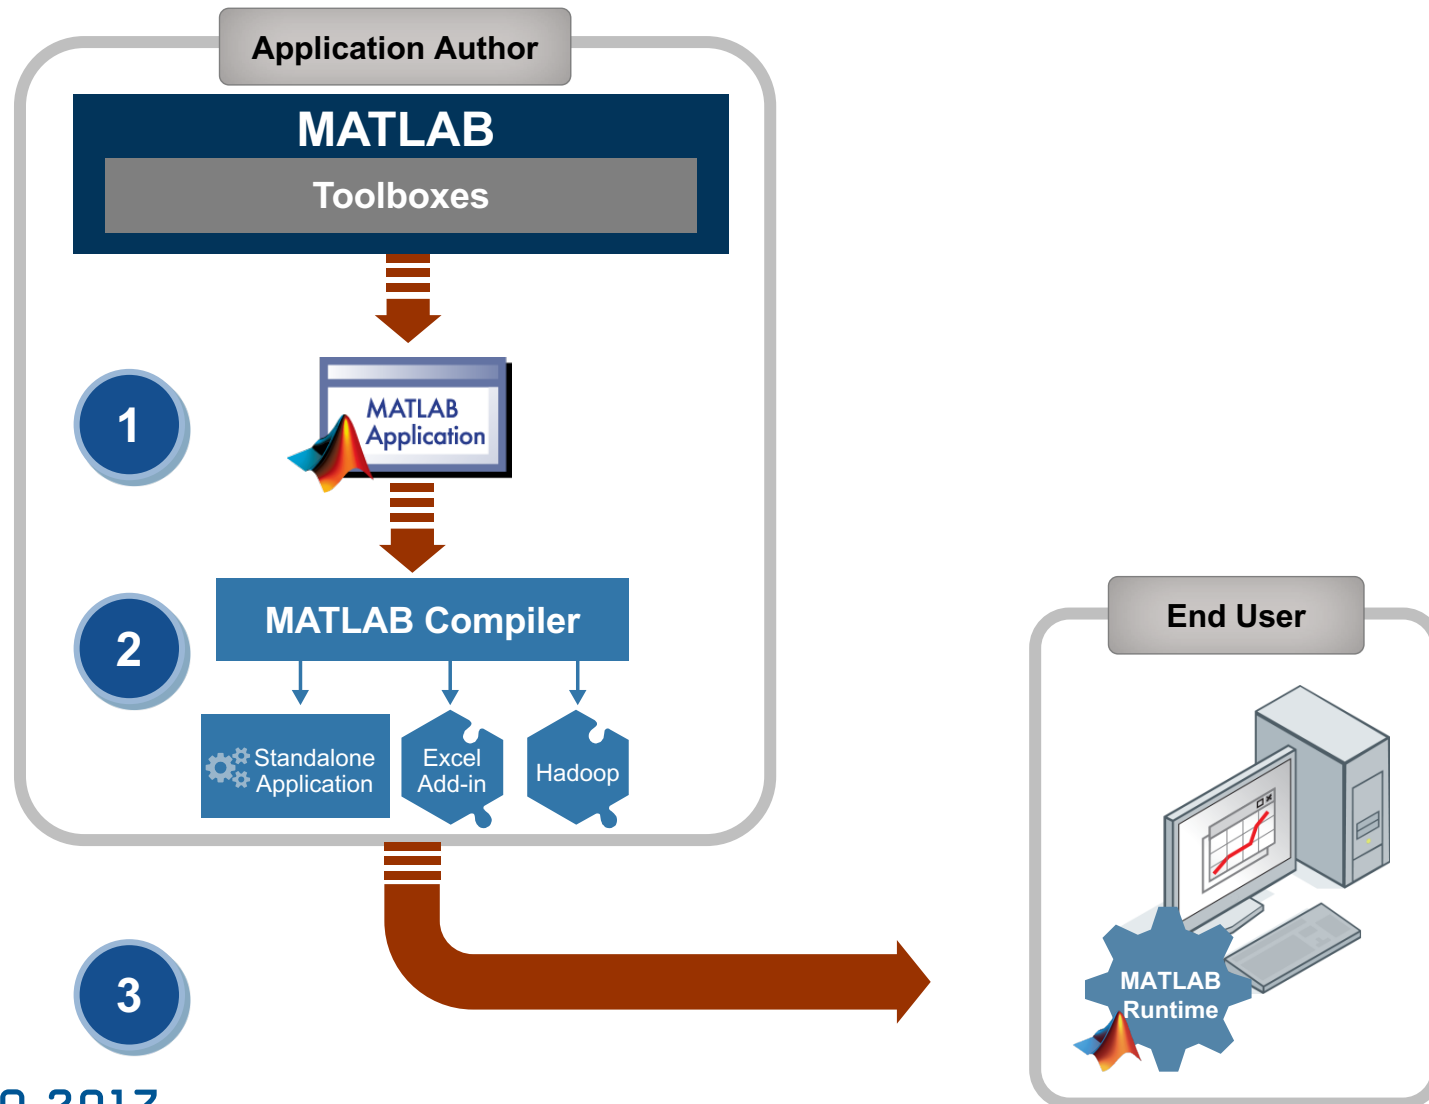 Application Author
MATLAB
Toolboxes
1
MATLAB
Application
2
MATLAB Compiler
Standalone
Application
Excel
Add-in
Hadoop
End User
MATLAB
Runtime
3
2017